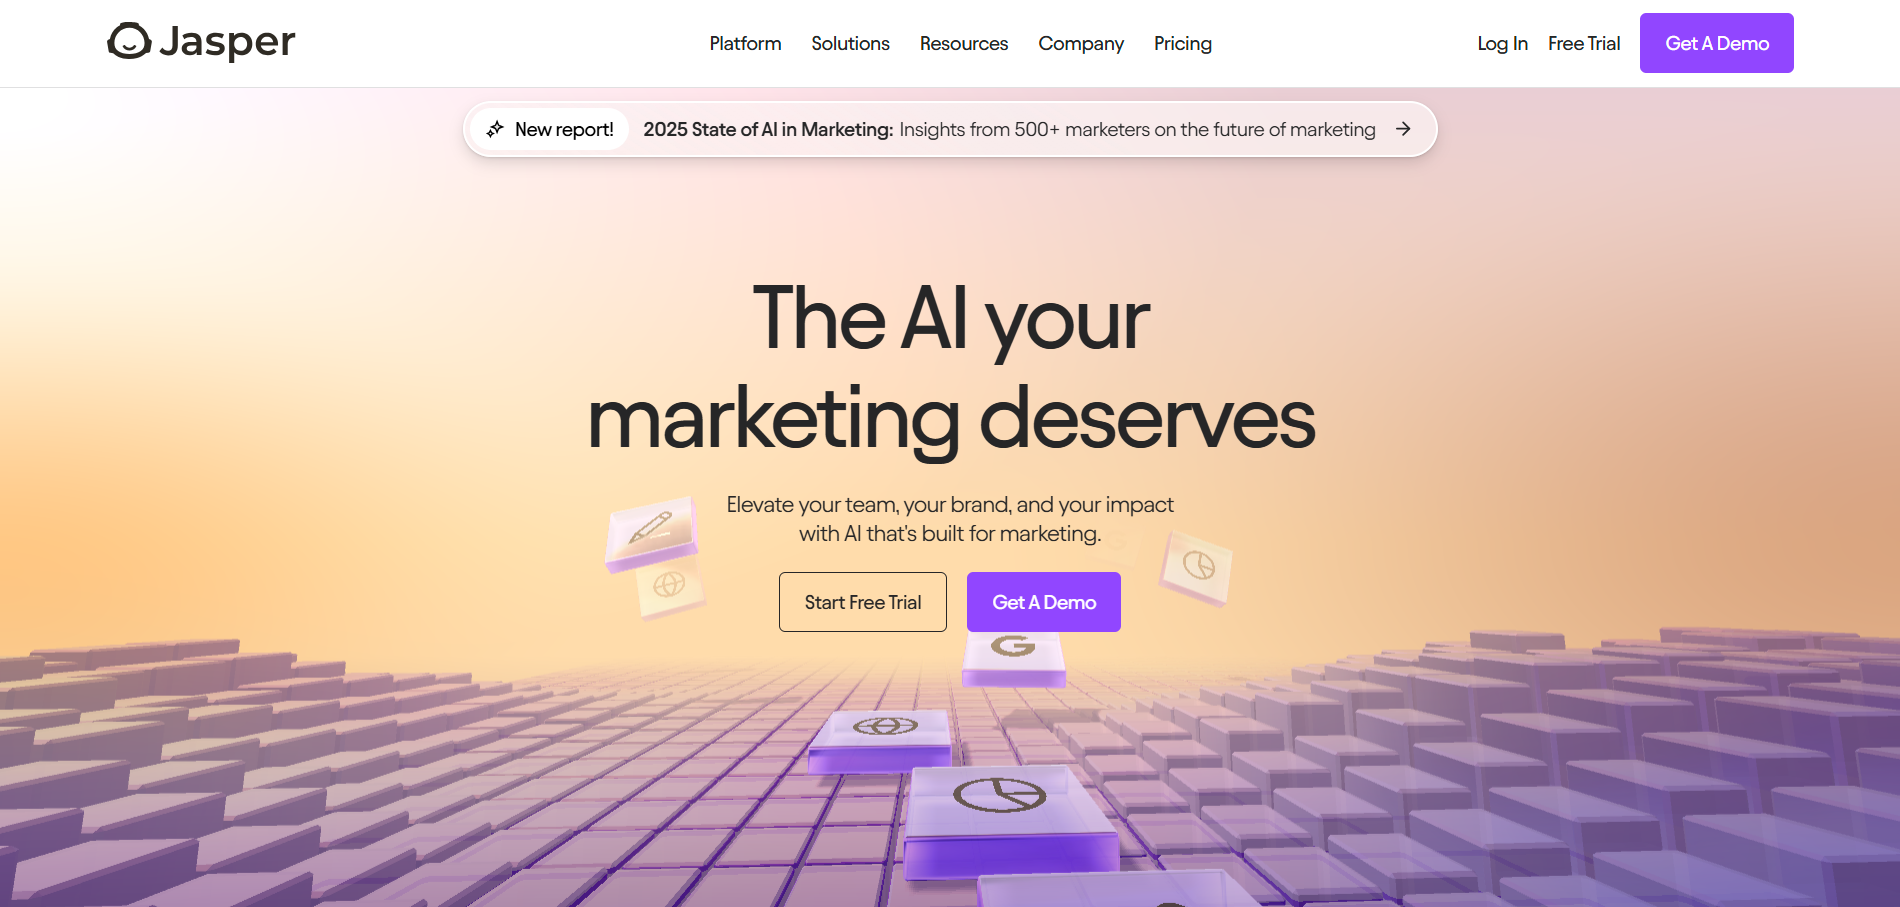 Jasper
Platform
Solutions
Resources
Company
Pricing
Log In
Free Trial
Get A Demo
New report!
2025 State of AI in Marketing: Insights from 500+ marketers on the future of marketing
The AI your
marketing deserves
Elevate your team, your brand, and your impact
with AI that's built for marketing.
Start Free Trial
Get A Demo
G